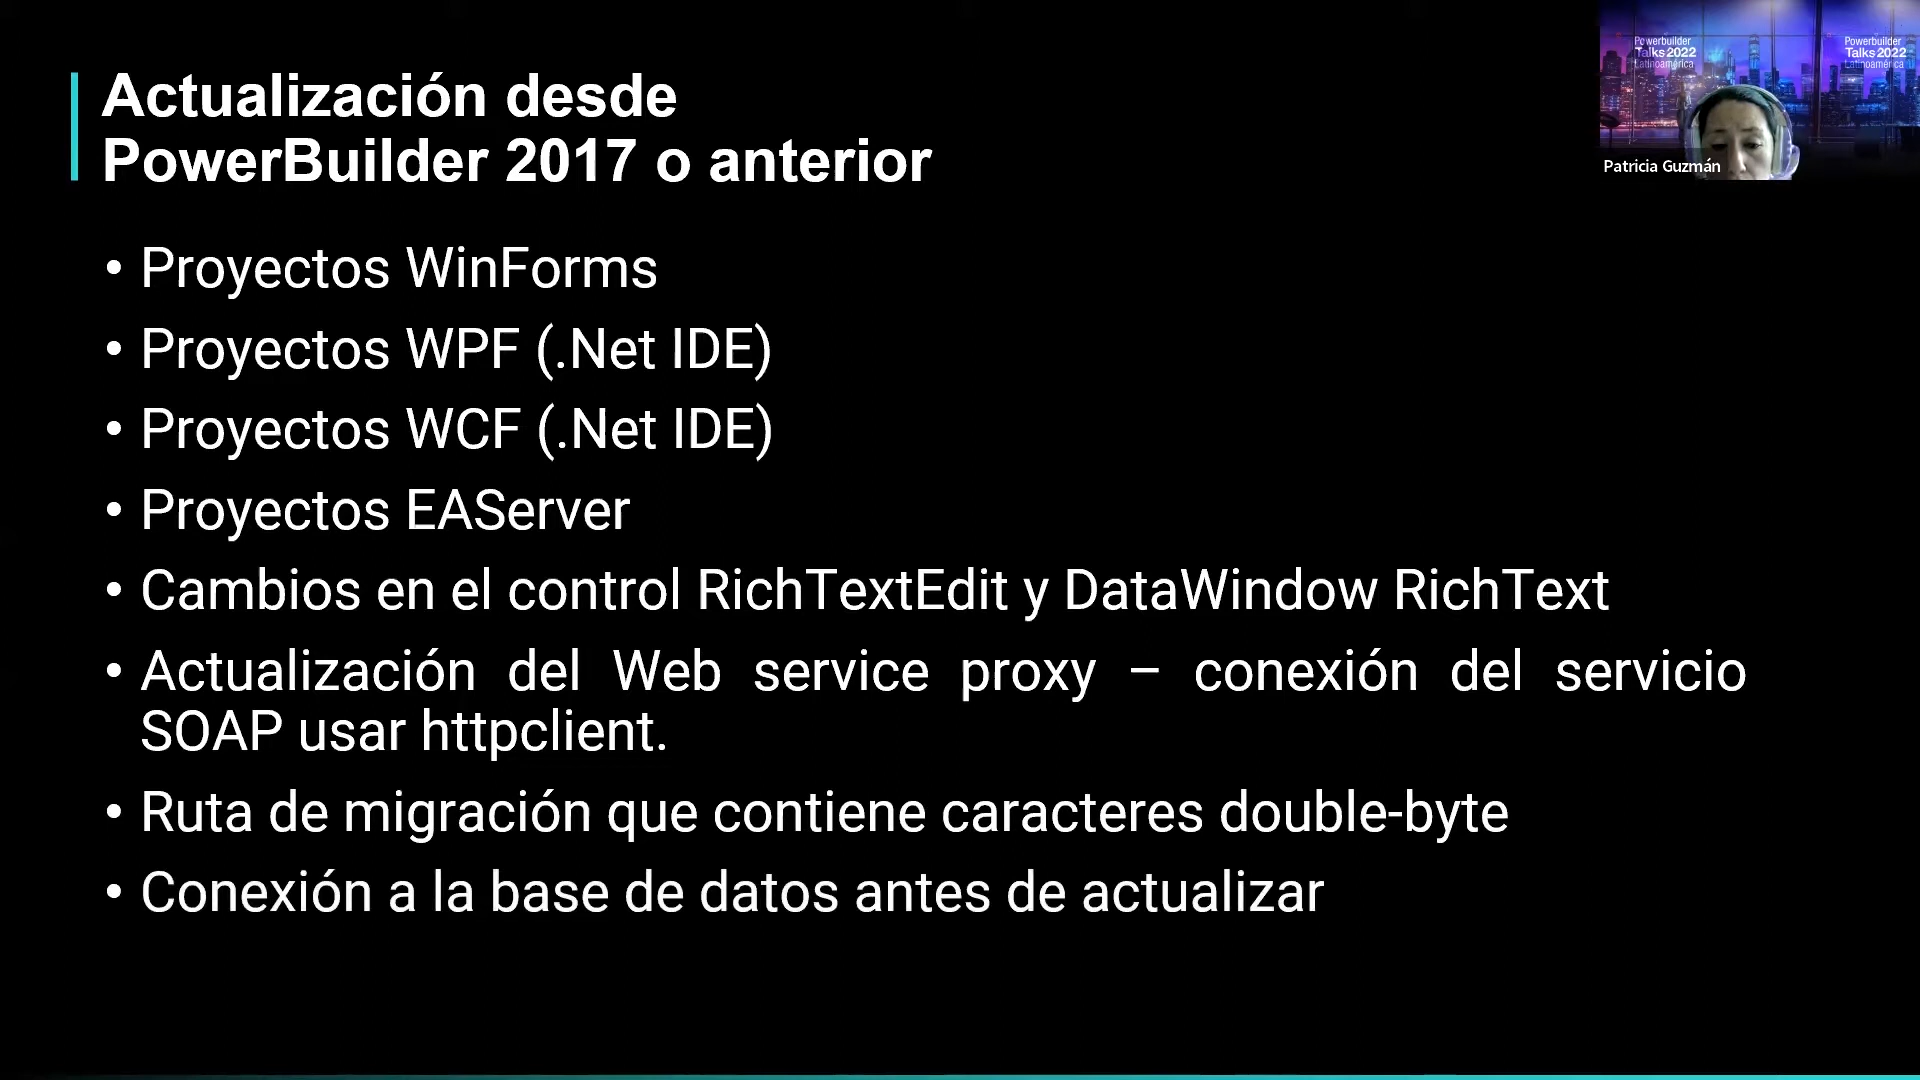 Actualización desde
PowerBuilder 2017 o anterior
• Proyectos WinForms
• Proyectos WPF (.Net IDE)
• Proyectos WCF (.Net IDE)
• Proyectos EAServer
• Cambios en el control RichTextEdit y DataWindow RichText
• Actualización del Web service proxy – conexión del servicio
SOAP usar httpclient.
• Ruta de migración que contiene caracteres double-byte
• Conexión a la base de datos antes de actualizar
Powerbuilder
Talks 2022
Latinoamérica
Powerbuilder
Talks 2022
Latinoamérica
Patricia Guzmán